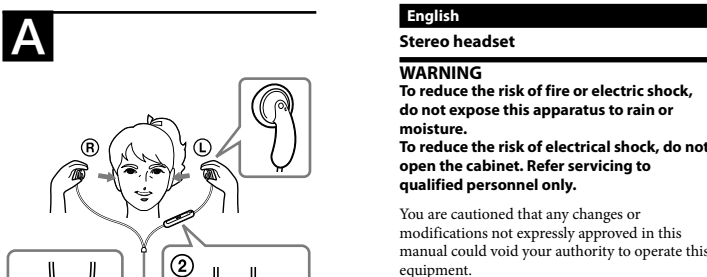 A
R
L
2
English
Stereo headset
WARNING
To reduce the risk of fire or electric shock,
do not expose this apparatus to rain or
moisture.
To reduce the risk of electrical shock, do not
open the cabinet. Refer servicing to
qualified personnel only.
You are cautioned that any changes or
modifications not expressly approved in this
manual could void your authority to operate this
equipment.